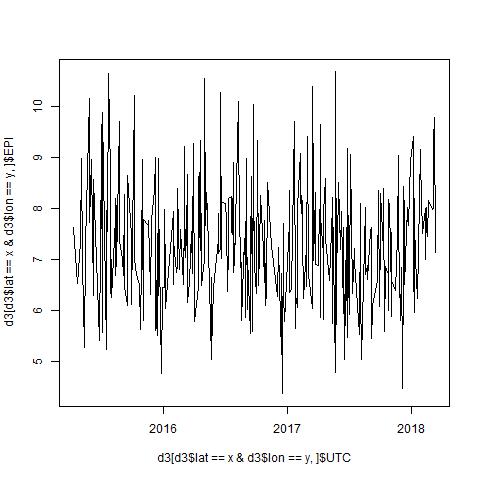 d3[d3$lat == x & d3$lon == y, ]$EPI
10
9
8
7
6
5
2016 2017 2018
d3[d3$lat == x & d3$lon == y, ]$UTC